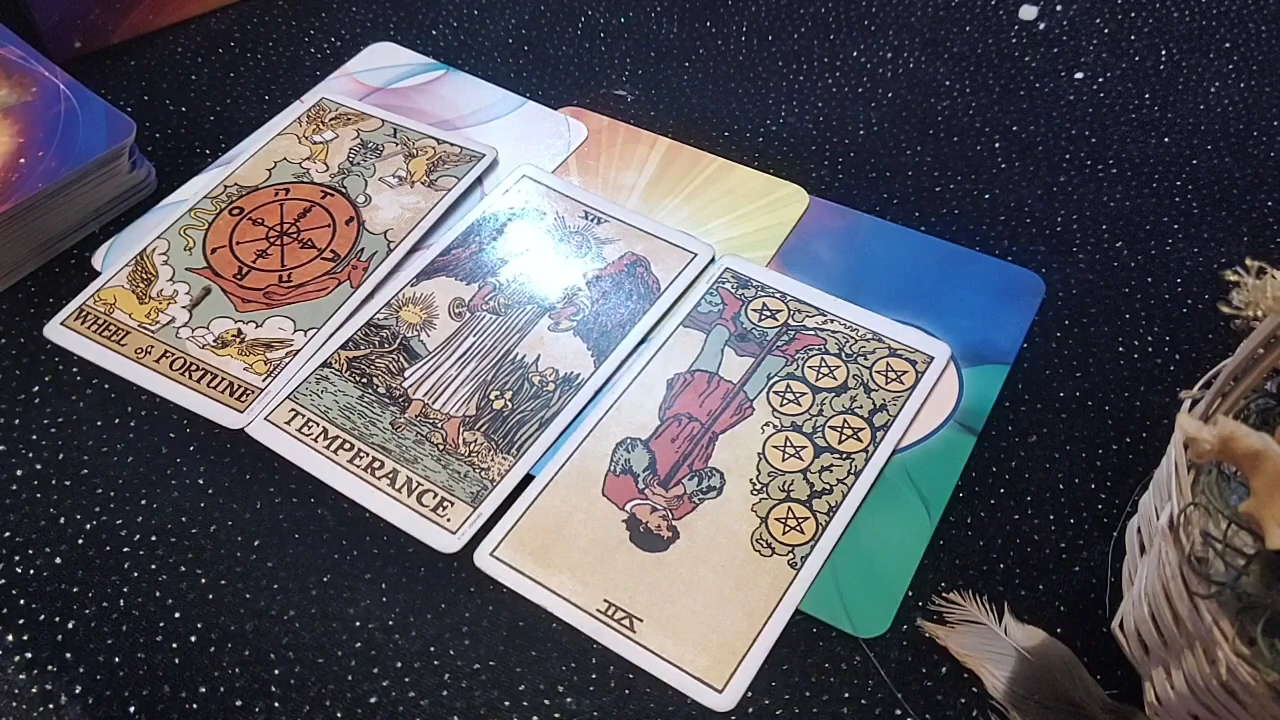 X
WHEEL of FORTUNE
T
A
R
O
ה
ו
ה
XIV
TEMPERANCE.
VII